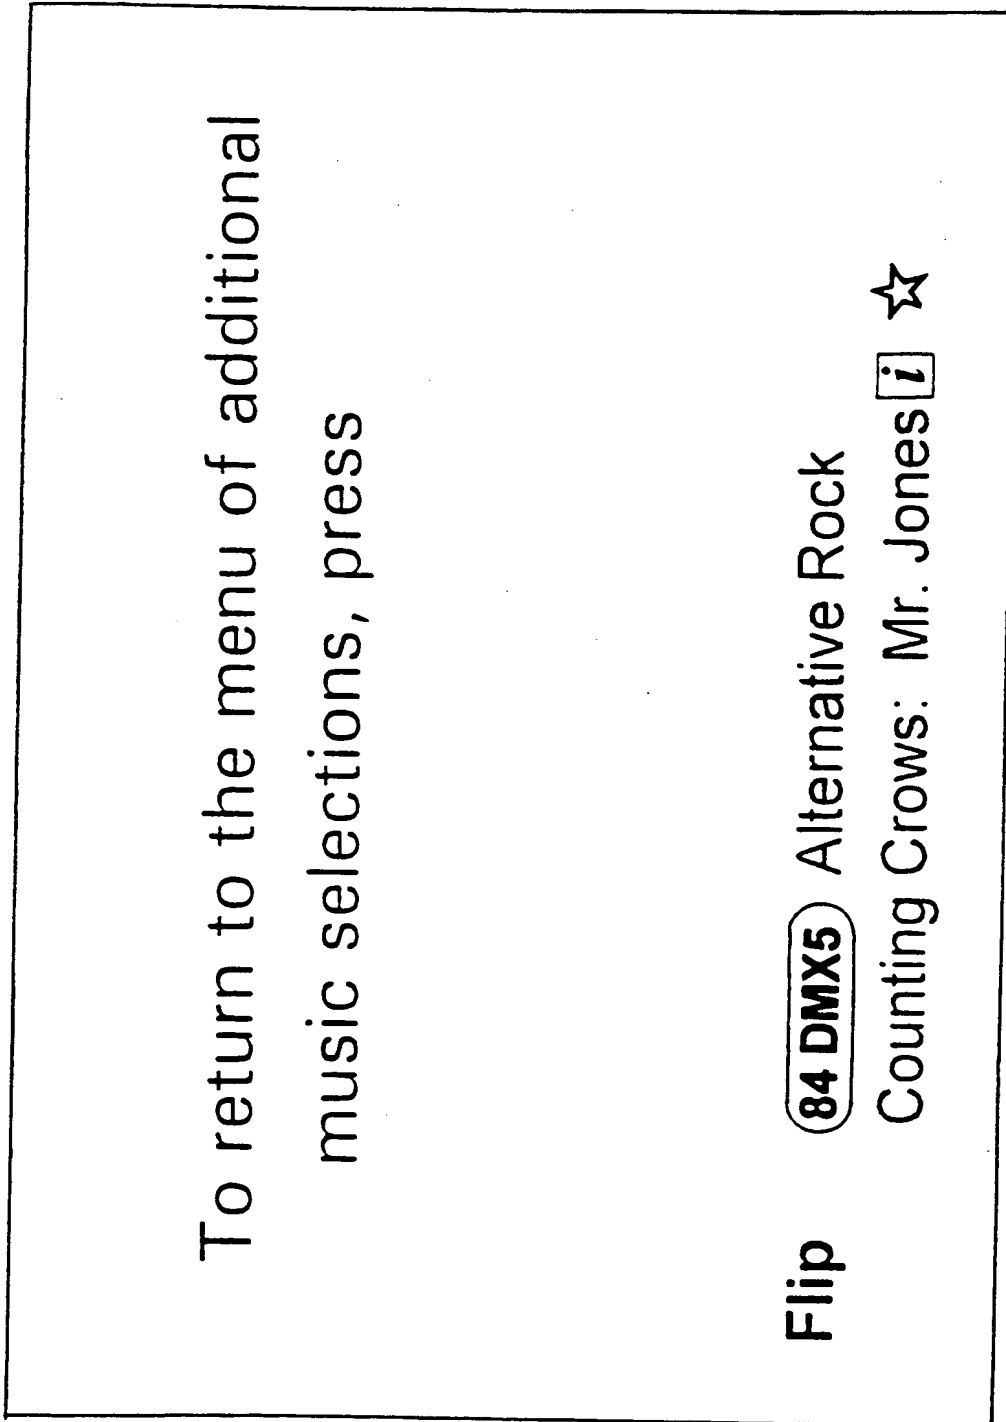 To return to the menu of additional
music selections, press
Flip 84 DMX5 Alternative Rock
Counting Crows: Mr. Jones i